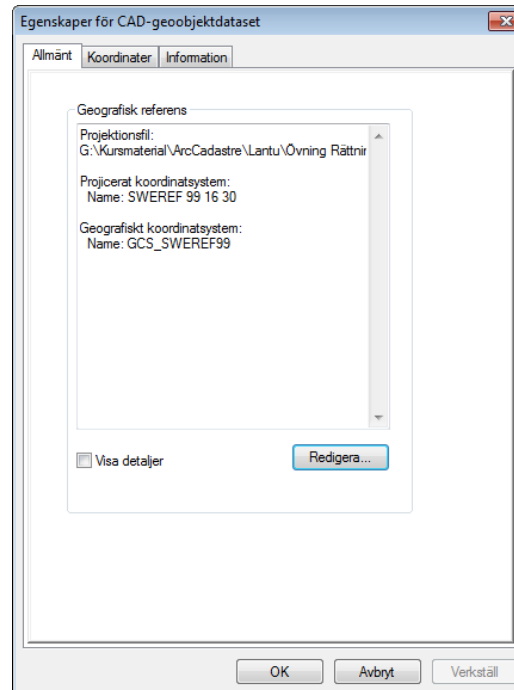 Egenskaper för CAD-geoobjektdataset
Allmänt Koordinater Information
Geografisk referens
Projektionsfil:
G:\Kursmaterial\ArcCadastre\Lantu\Övning Rättnin
Projicerat koordinatsystem:
Name: SWEREF 99 16 30
Geografiskt koordinatsystem:
Name: GCS_SWEREF99
Visa detaljer
Redigera...
OK Avbryt Verkställ